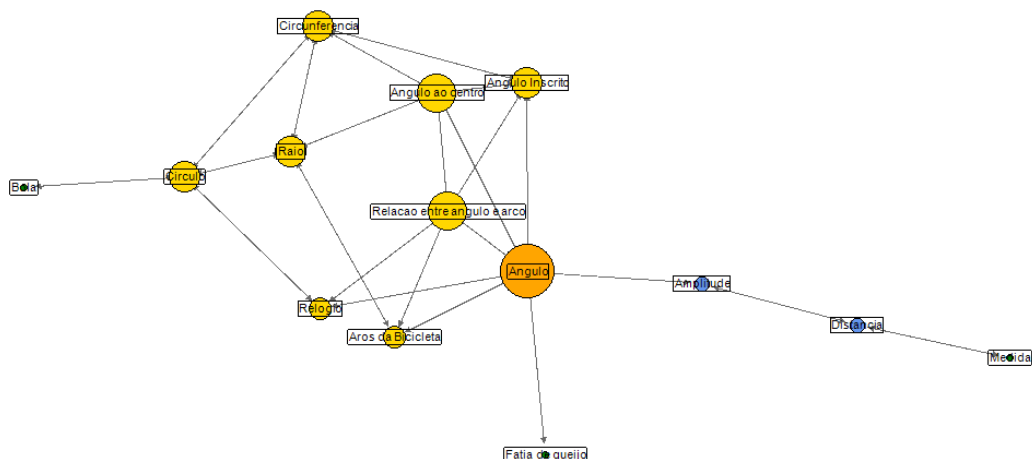 Circunferencia
Angulo Inscrito
Angulo ao centro
Raio
Circulo
Bola
Relacao entre angulo e arco
Angulo
Amplitude
Relogio
Distancia
Aros da Bicicleta
Medida
Fatia de queijo